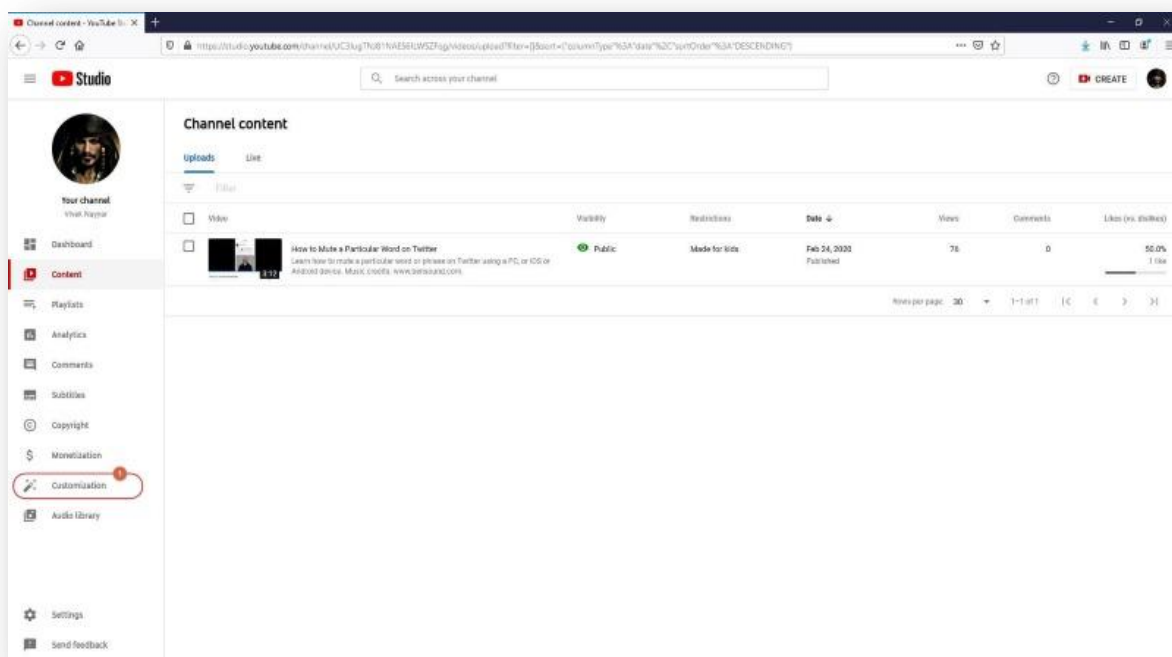 Channel content - YouTube St
Studio
Search across your channel
CREATE
Channel content
Uploads Live
Filter
Your channel
Vivek Nayyar
Video Visibility Restrictions Date Views Comments Likes (vs. dislikes)
How to Mute a Particular Word on Twitter Public Made for kids Feb 24, 2020 76 0 50.0%
Learn how to mute a particular word or phrase on Twitter using a PC, or iOS or Published 1 like
Android device. Music credits: www.bensound.com.
3:12
Rows per page: 30 1–1 of 1
Dashboard
Content
Playlists
Analytics
Comments
Subtitles
Copyright
Monetization
1
Customization
Audio library
Settings
Send feedback